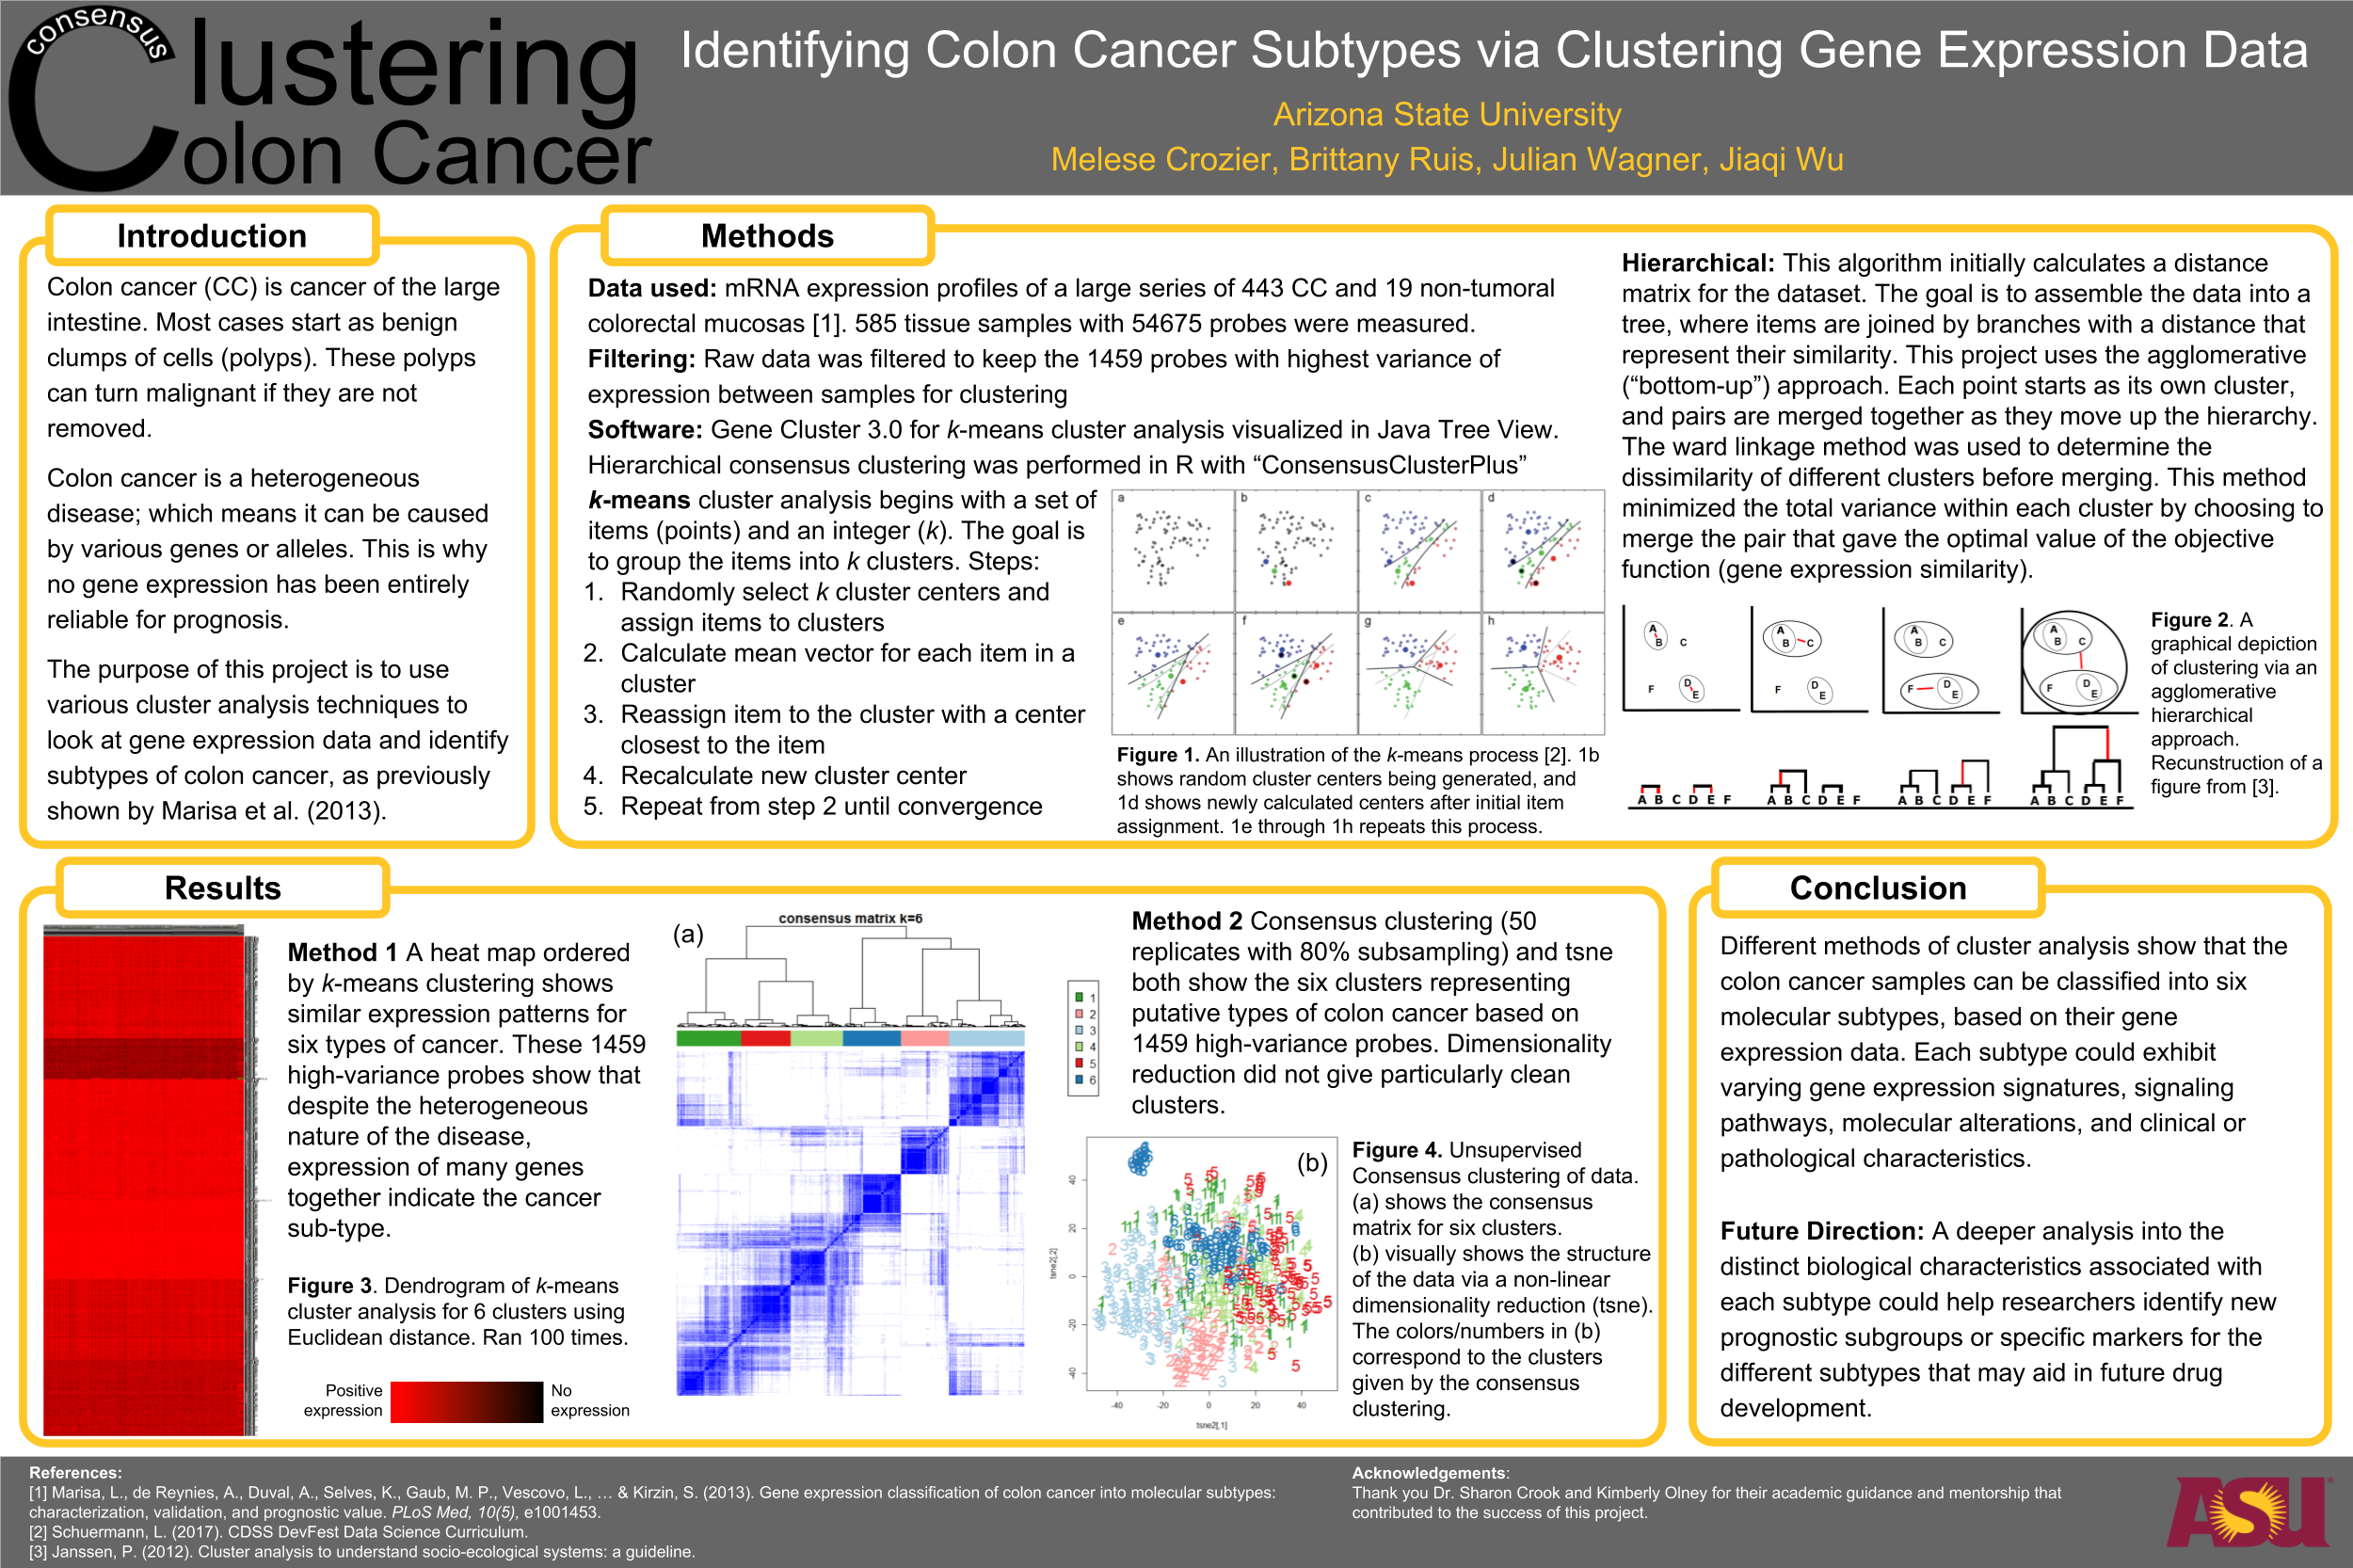 consensus
Clustering
Colon Cancer
Identifying Colon Cancer Subtypes via Clustering Gene Expression Data
Arizona State University
Melese Crozier, Brittany Ruis, Julian Wagner, Jiaqi Wu
Introduction
Colon cancer (CC) is cancer of the large
intestine. Most cases start as benign
clumps of cells (polyps). These polyps
can turn malignant if they are not
removed.
Colon cancer is a heterogeneous
disease; which means it can be caused
by various genes or alleles. This is why
no gene expression has been entirely
reliable for prognosis.
The purpose of this project is to use
various cluster analysis techniques to
look at gene expression data and identify
subtypes of colon cancer, as previously
shown by Marisa et al. (2013).
Methods
Data used: mRNA expression profiles of a large series of 443 CC and 19 non-tumoral
colorectal mucosas [1]. 585 tissue samples with 54675 probes were measured.
Filtering: Raw data was filtered to keep the 1459 probes with highest variance of
expression between samples for clustering
Software: Gene Cluster 3.0 for k-means cluster analysis visualized in Java Tree View.
Hierarchical consensus clustering was performed in R with “ConsensusClusterPlus”
k-means cluster analysis begins with a set of
items (points) and an integer (k). The goal is
to group the items into k clusters. Steps:
1. Randomly select k cluster centers and
assign items to clusters
2. Calculate mean vector for each item in a
cluster
3. Reassign item to the cluster with a center
closest to the item
4. Recalculate new cluster center
5. Repeat from step 2 until convergence
a b c d
e f g h
Figure 1. An illustration of the k-means process [2]. 1b
shows random cluster centers being generated, and
1d shows newly calculated centers after initial item
assignment. 1e through 1h repeats this process.
Hierarchical: This algorithm initially calculates a distance
matrix for the dataset. The goal is to assemble the data into a
tree, where items are joined by branches with a distance that
represent their similarity. This project uses the agglomerative
(“bottom-up”) approach. Each point starts as its own cluster,
and pairs are merged together as they move up the hierarchy.
The ward linkage method was used to determine the
dissimilarity of different clusters before merging. This method
minimized the total variance within each cluster by choosing to
merge the pair that gave the optimal value of the objective
function (gene expression similarity).
A B C D E F
A B C D E F
A B C D E F
A B C D E F
A B C D E F A B C D E F A B C D E F A B C D E F
Figure 2. A
graphical depiction
of clustering via an
agglomerative
hierarchical
approach.
Recunstruction of a
figure from [3].
Results
Method 1 A heat map ordered
by k-means clustering shows
similar expression patterns for
six types of cancer. These 1459
high-variance probes show that
despite the heterogeneous
nature of the disease,
expression of many genes
together indicate the cancer
sub-type.
Figure 3. Dendrogram of k-means
cluster analysis for 6 clusters using
Euclidean distance. Ran 100 times.
Positive
expression
No
expression
(a)
consensus matrix k=6
1
2
3
4
5
6
Method 2 Consensus clustering (50
replicates with 80% subsampling) and tsne
both show the six clusters representing
putative types of colon cancer based on
1459 high-variance probes. Dimensionality
reduction did not give particularly clean
clusters.
(b)
tsne2[,2]
40
20
0
-20
-40
-40 -20 0 20 40
tsne2[,1]
Figure 4. Unsupervised
Consensus clustering of data.
(a) shows the consensus
matrix for six clusters.
(b) visually shows the structure
of the data via a non-linear
dimensionality reduction (tsne).
The colors/numbers in (b)
correspond to the clusters
given by the consensus
clustering.
Conclusion
Different methods of cluster analysis show that the
colon cancer samples can be classified into six
molecular subtypes, based on their gene
expression data. Each subtype could exhibit
varying gene expression signatures, signaling
pathways, molecular alterations, and clinical or
pathological characteristics.
Future Direction: A deeper analysis into the
distinct biological characteristics associated with
each subtype could help researchers identify new
prognostic subgroups or specific markers for the
different subtypes that may aid in future drug
development.
References:
[1] Marisa, L., de Reynies, A., Duval, A., Selves, K., Gaub, M. P., Vescovo, L., … & Kirzin, S. (2013). Gene expression classification of colon cancer into molecular subtypes:
characterization, validation, and prognostic value. PLoS Med, 10(5), e1001453.
[2] Schuermann, L. (2017). CDSS DevFest Data Science Curriculum.
[3] Janssen, P. (2012). Cluster analysis to understand socio-ecological systems: a guideline.
Acknowledgements:
Thank you Dr. Sharon Crook and Kimberly Olney for their academic guidance and mentorship that
contributed to the success of this project.
ASU